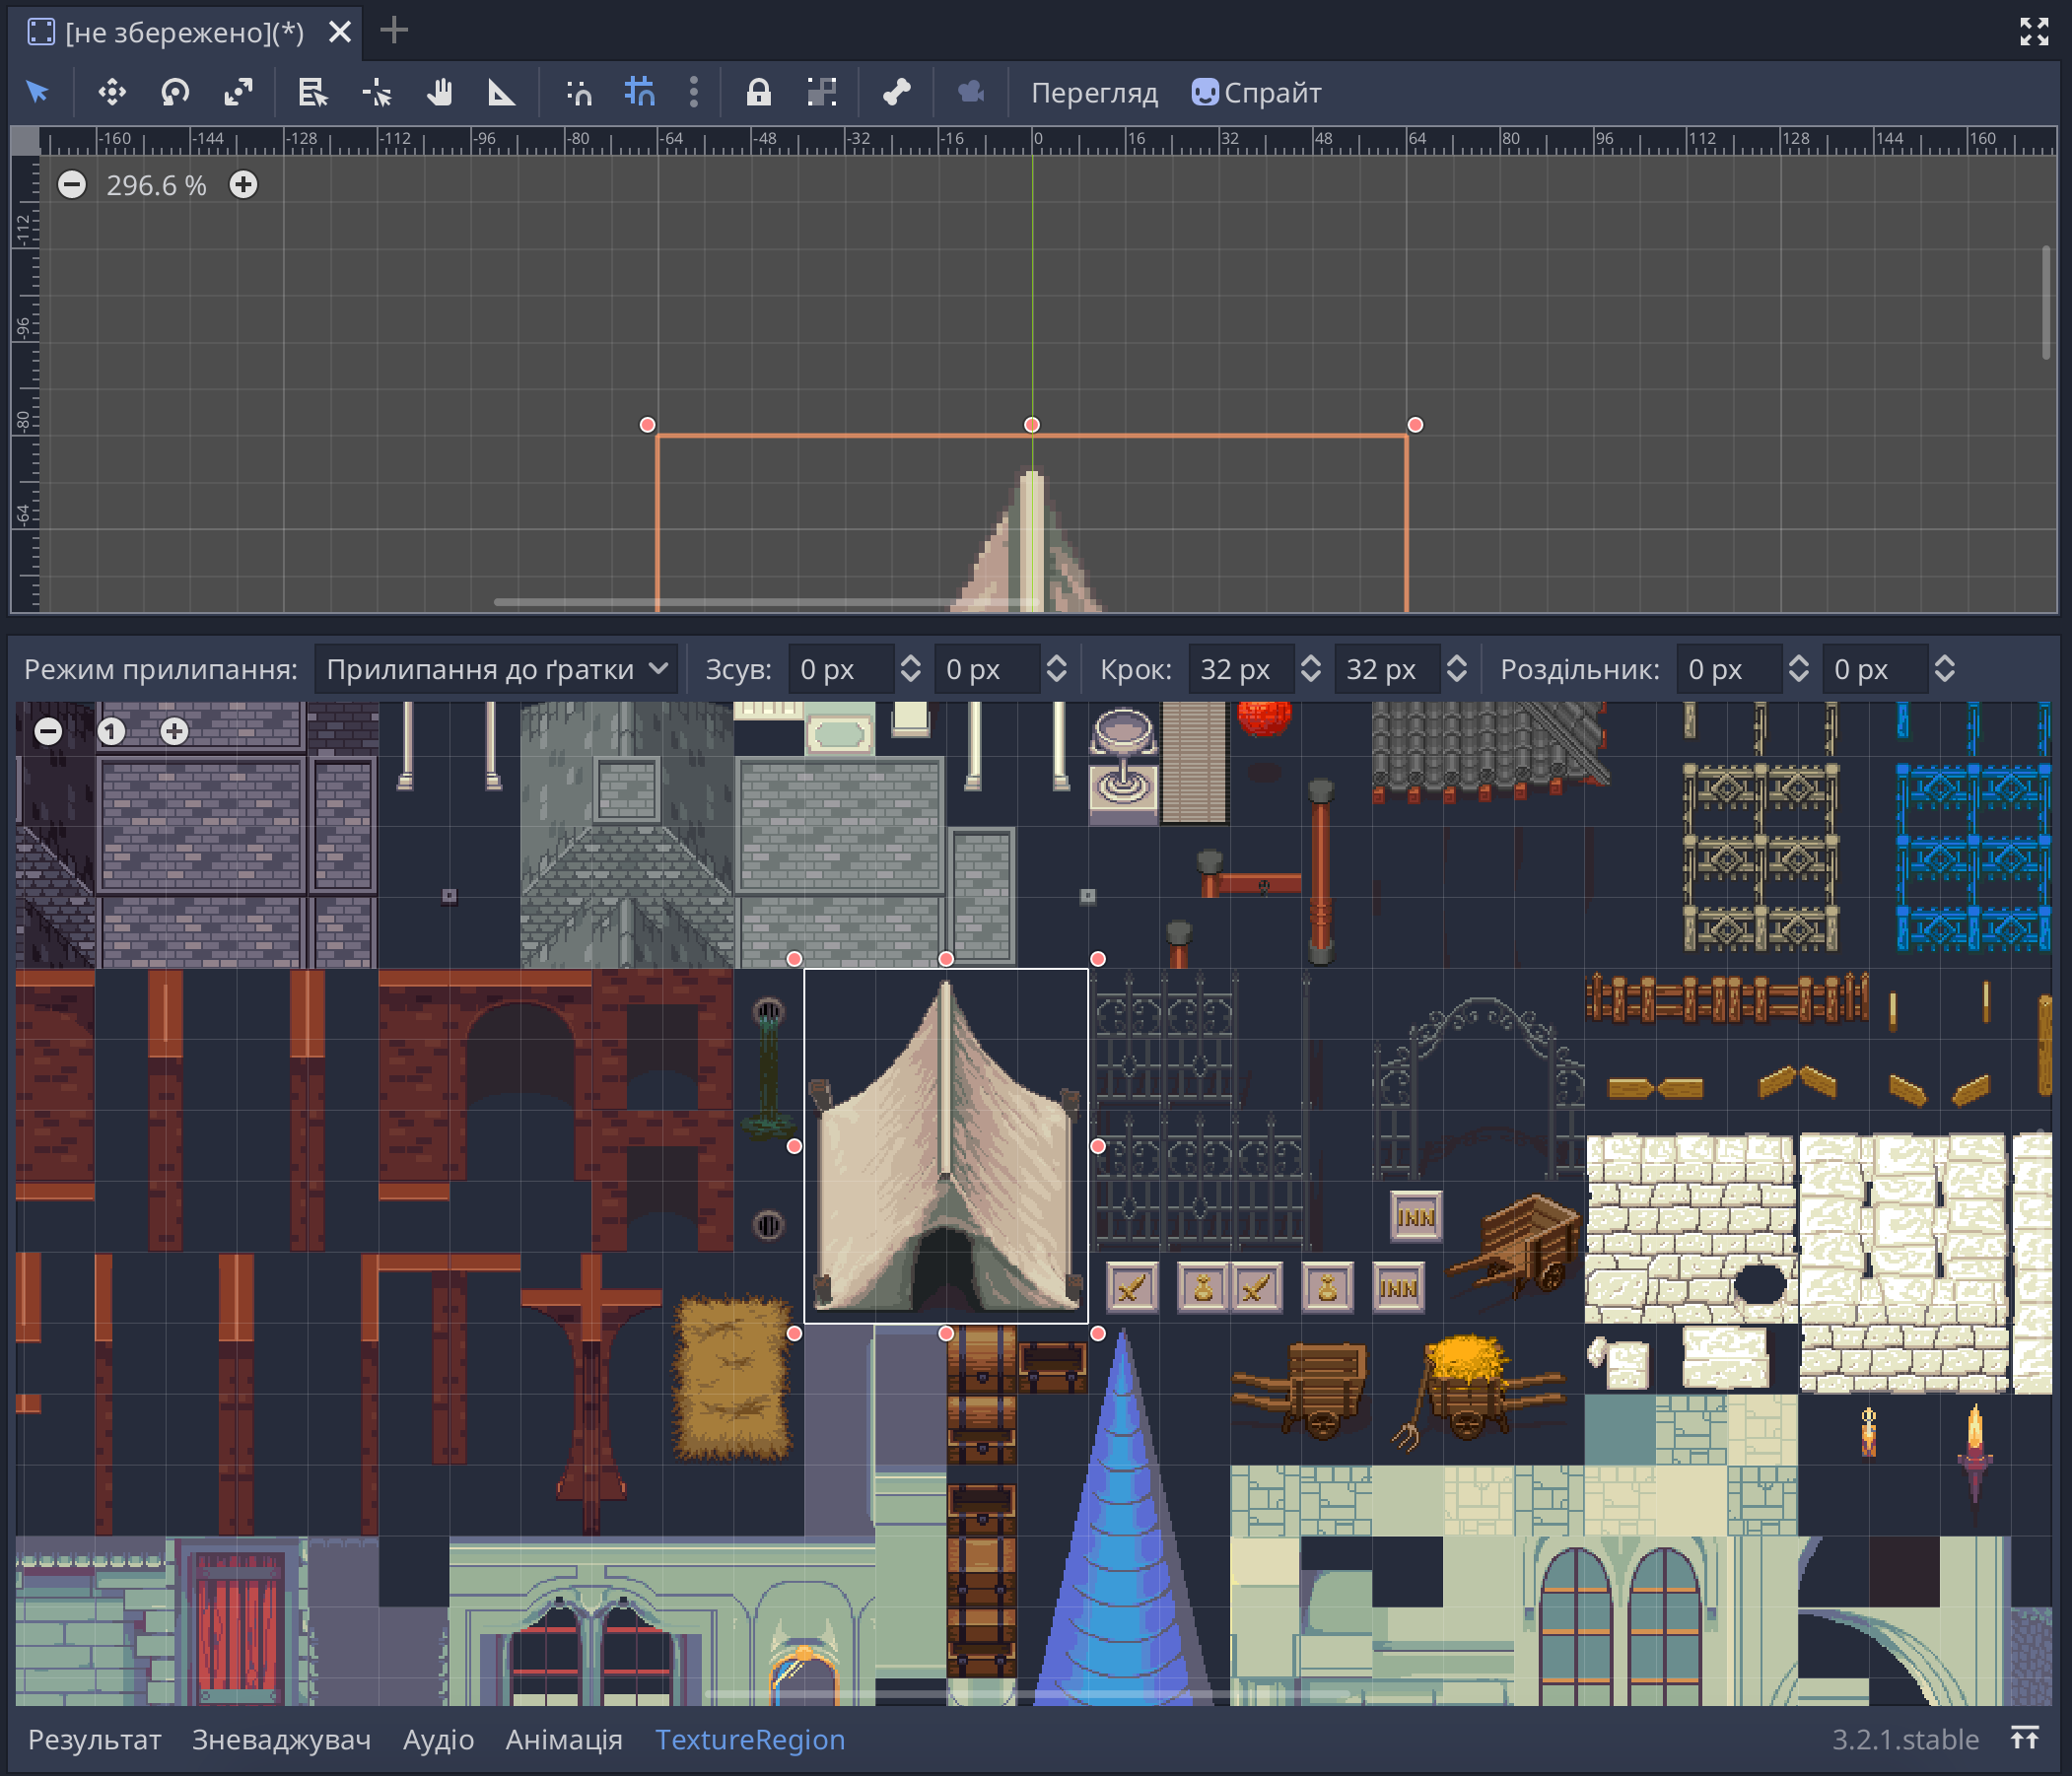 [не збережено](*)
Перегляд Спрайт
-160 -144 -128 -112 -96 -80 -64 -48 -32 -16 0 16 32 48 64 80 96 112 128 144 160
296.6 %
-112
-96
-80
-64
Режим прилипання: Прилипання до ґратки Зсув: 0 px 0 px Крок: 32 px 32 px Роздільник: 0 px 0 px
1
INN
INN
Результат Зневаджувач Аудіо Анімація TextureRegion 3.2.1.stable